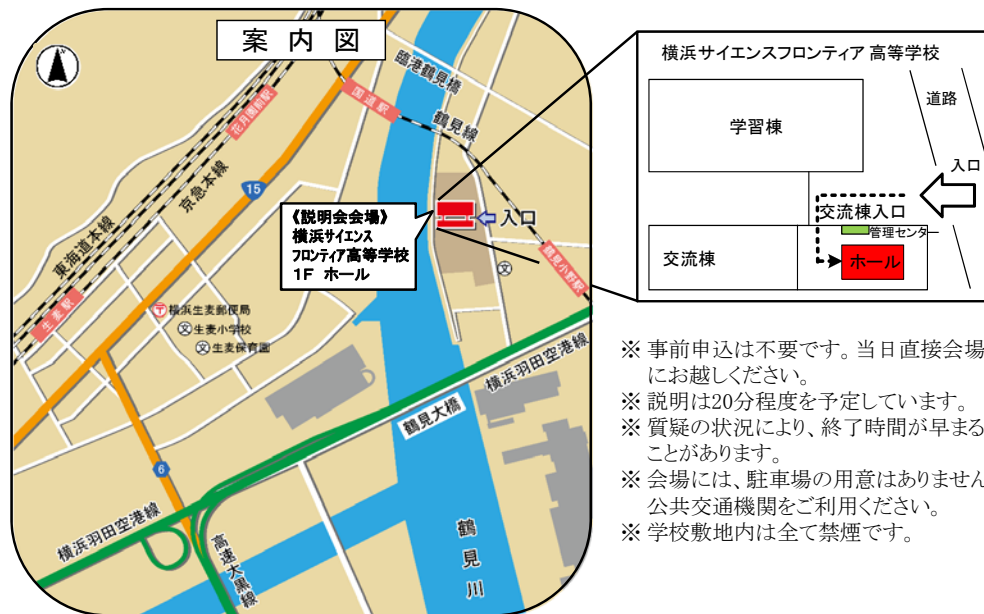 案内図
N
臨港鶴見橋
国道駅
鶴見線
花月園前駅
京急本線
東海道本線
15
生麦駅
《説明会会場》
横浜サイエンス
フロンティア高等学校
1F ホール
入口
文
鶴見小野駅
〒 横浜生麦郵便局
文 生麦小学校
文 生麦保育園
横浜羽田空港線
鶴見大橋
6
横浜羽田空港線
高速大黒線
鶴見川
横浜サイエンスフロンティア 高等学校
学習棟
道路
入口
交流棟入口
管理センター
交流棟
ホール
※ 事前申込は不要です。当日直接会場
にお越しください。
※ 説明は20分程度を予定しています。
※ 質疑の状況により、終了時間が早まる
ことがあります。
※ 会場には、駐車場の用意はありません
公共交通機関をご利用ください。
※ 学校敷地内は全て禁煙です。